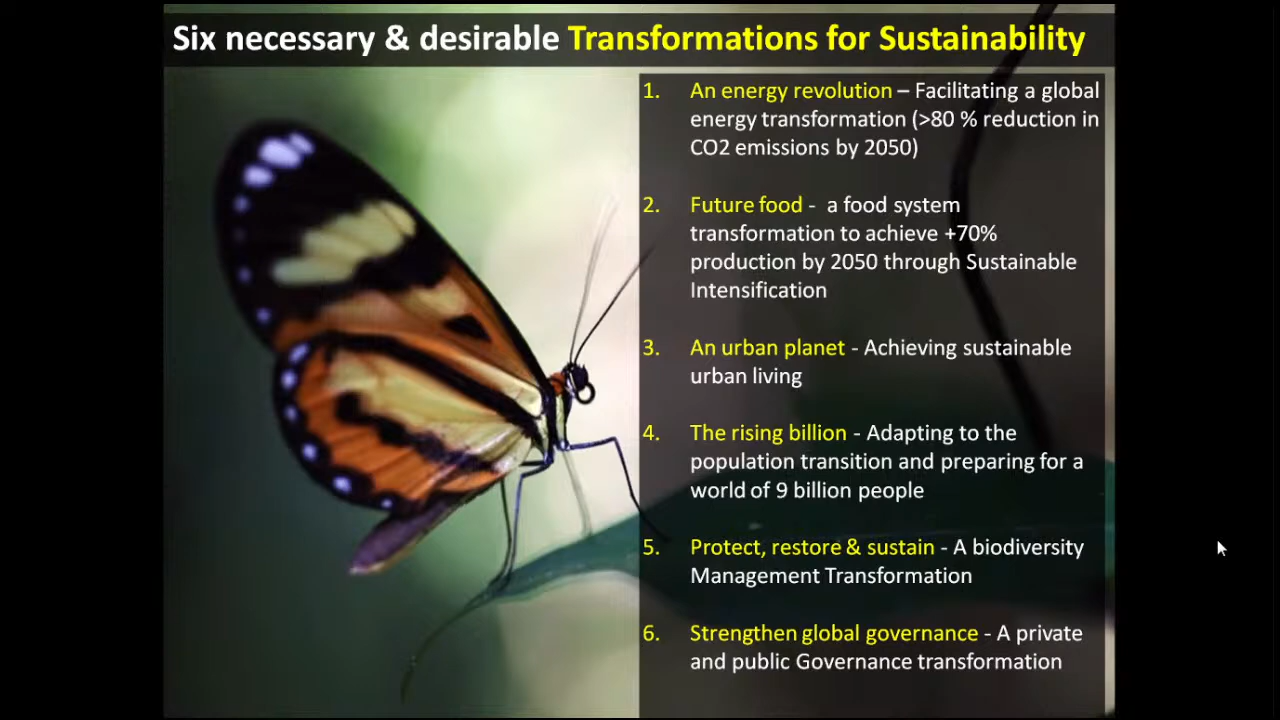 Six necessary & desirable Transformations for Sustainability
1. An energy revolution – Facilitating a global
energy transformation (>80 % reduction in
CO2 emissions by 2050)
2. Future food - a food system
transformation to achieve +70%
production by 2050 through Sustainable
Intensification
3. An urban planet - Achieving sustainable
urban living
4. The rising billion - Adapting to the
population transition and preparing for a
world of 9 billion people
5. Protect, restore & sustain - A biodiversity
Management Transformation
6. Strengthen global governance - A private
and public Governance transformation